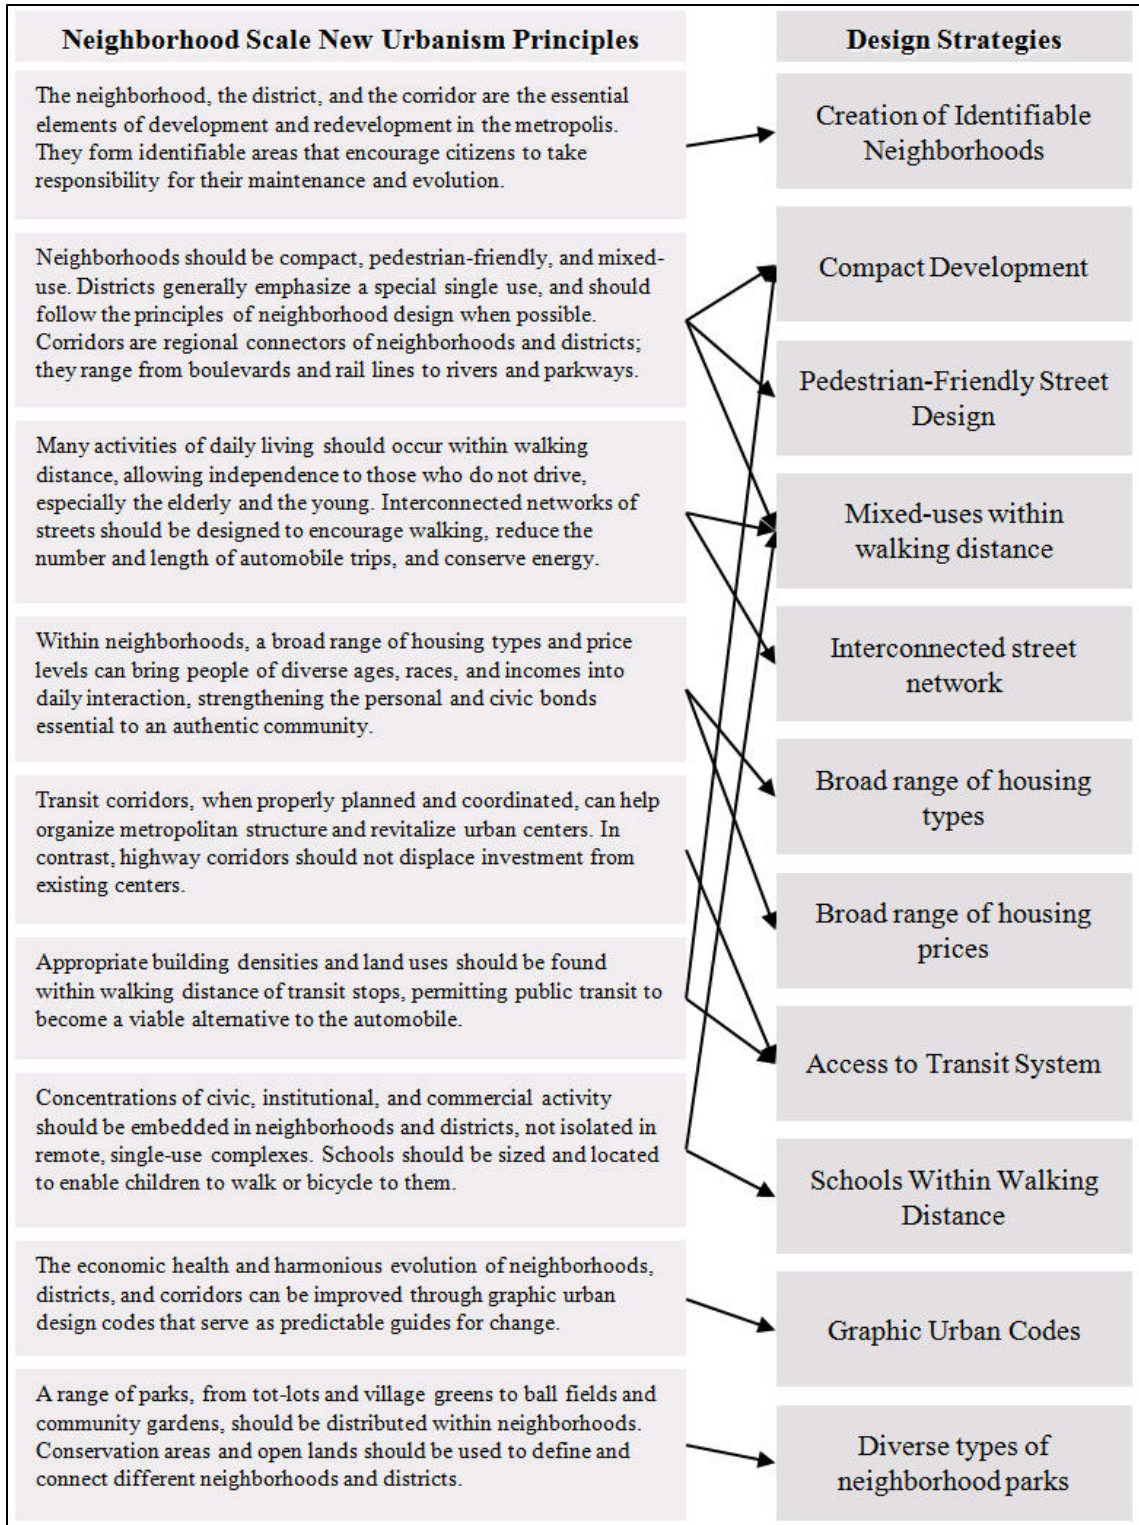 Neighborhood Scale New Urbanism Principles
The neighborhood, the district, and the corridor are the essential
elements of development and redevelopment in the metropolis.
They form identifiable areas that encourage citizens to take
responsibility for their maintenance and evolution.
Neighborhoods should be compact, pedestrian-friendly, and mixed-
use. Districts generally emphasize a special single use, and should
follow the principles of neighborhood design when possible.
Corridors are regional connectors of neighborhoods and districts;
they range from boulevards and rail lines to rivers and parkways.
Many activities of daily living should occur within walking
distance, allowing independence to those who do not drive,
especially the elderly and the young. Interconnected networks of
streets should be designed to encourage walking, reduce the
number and length of automobile trips, and conserve energy.
Within neighborhoods, a broad range of housing types and price
levels can bring people of diverse ages, races, and incomes into
daily interaction, strengthening the personal and civic bonds
essential to an authentic community.
Transit corridors, when properly planned and coordinated, can help
organize metropolitan structure and revitalize urban centers. In
contrast, highway corridors should not displace investment from
existing centers.
Appropriate building densities and land uses should be found
within walking distance of transit stops, permitting public transit to
become a viable alternative to the automobile.
Concentrations of civic, institutional, and commercial activity
should be embedded in neighborhoods and districts, not isolated in
remote, single-use complexes. Schools should be sized and located
to enable children to walk or bicycle to them.
The economic health and harmonious evolution of neighborhoods,
districts, and corridors can be improved through graphic urban
design codes that serve as predictable guides for change.
A range of parks, from tot-lots and village greens to ball fields and
community gardens, should be distributed within neighborhoods.
Conservation areas and open lands should be used to define and
connect different neighborhoods and districts.
Design Strategies
Creation of Identifiable
Neighborhoods
Compact Development
Pedestrian-Friendly Street
Design
Mixed-uses within
walking distance
Interconnected street
network
Broad range of housing
types
Broad range of housing
prices
Access to Transit System
Schools Within Walking
Distance
Graphic Urban Codes
Diverse types of
neighborhood parks